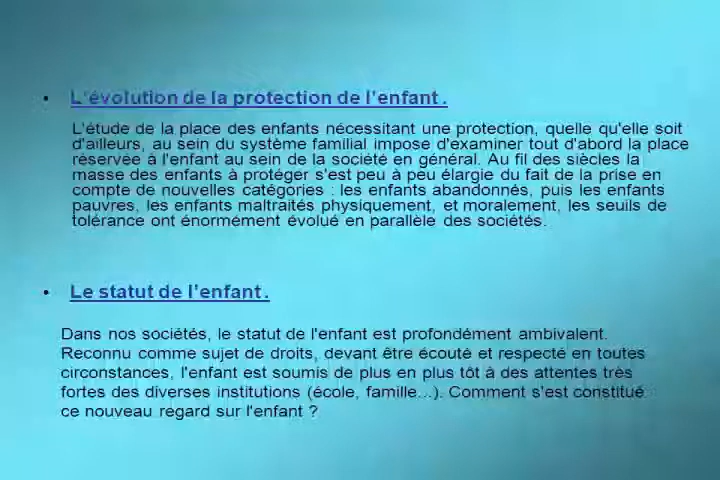 • L'évolution de la protection de l'enfant .
L'étude de la place des enfants nécessitant une protection, quelle qu'elle soit
d'ailleurs, au sein du système familial impose d'examiner tout d'abord la place
réservée à l'enfant au sein de la société en général. Au fil des siècles la
masse des enfants à protéger s'est peu à peu élargie du fait de la prise en
compte de nouvelles catégories : les enfants abandonnés, puis les enfants
pauvres, les enfants maltraités physiquement, et moralement, les seuils de
tolérance ont énormément évolué en parallèle des sociétés.
• Le statut de l'enfant .
Dans nos sociétés, le statut de l'enfant est profondément ambivalent.
Reconnu comme sujet de droits, devant être écouté et respecté en toutes
circonstances, l'enfant est soumis de plus en plus tôt à des attentes très
fortes des diverses institutions (école, famille...). Comment s'est constitué
ce nouveau regard sur l'enfant ?